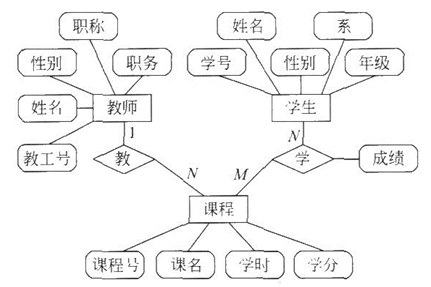 职称
姓名
系
性别
职务
学号
性别
年级
姓名
教师
学生
教工号
1
N
教
学
成绩
N
M
课程
课程号
课名
学时
学分